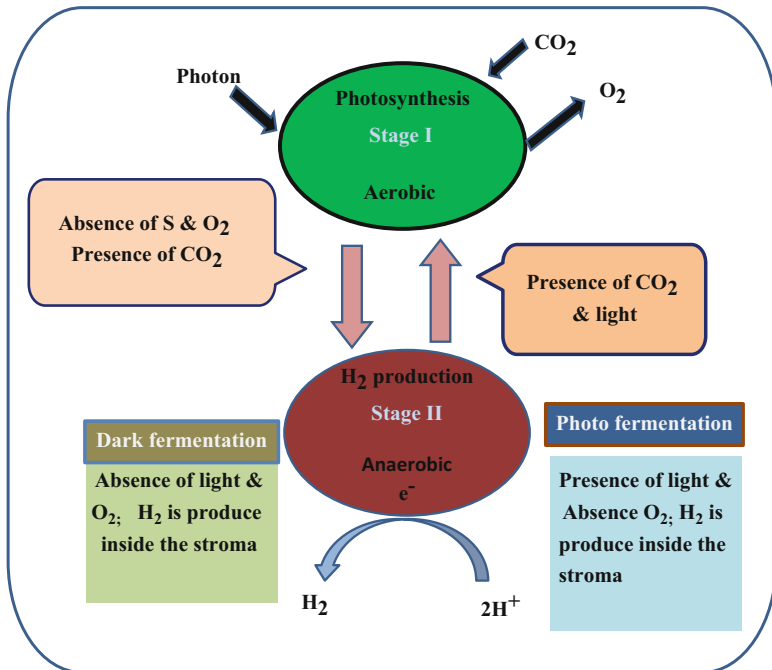 CO₂
Photon
O₂
Photosynthesis
Stage I
Aerobic
Absence of S & O₂
Presence of CO₂
Presence of CO₂
& light
H₂ production
Stage II
Anaerobic
e⁻
Dark fermentation
Absence of light &
O₂; H₂ is produce
inside the stroma
Photo fermentation
Presence of light &
Absence O₂; H₂ is
produce inside the
stroma
H₂
2H⁺